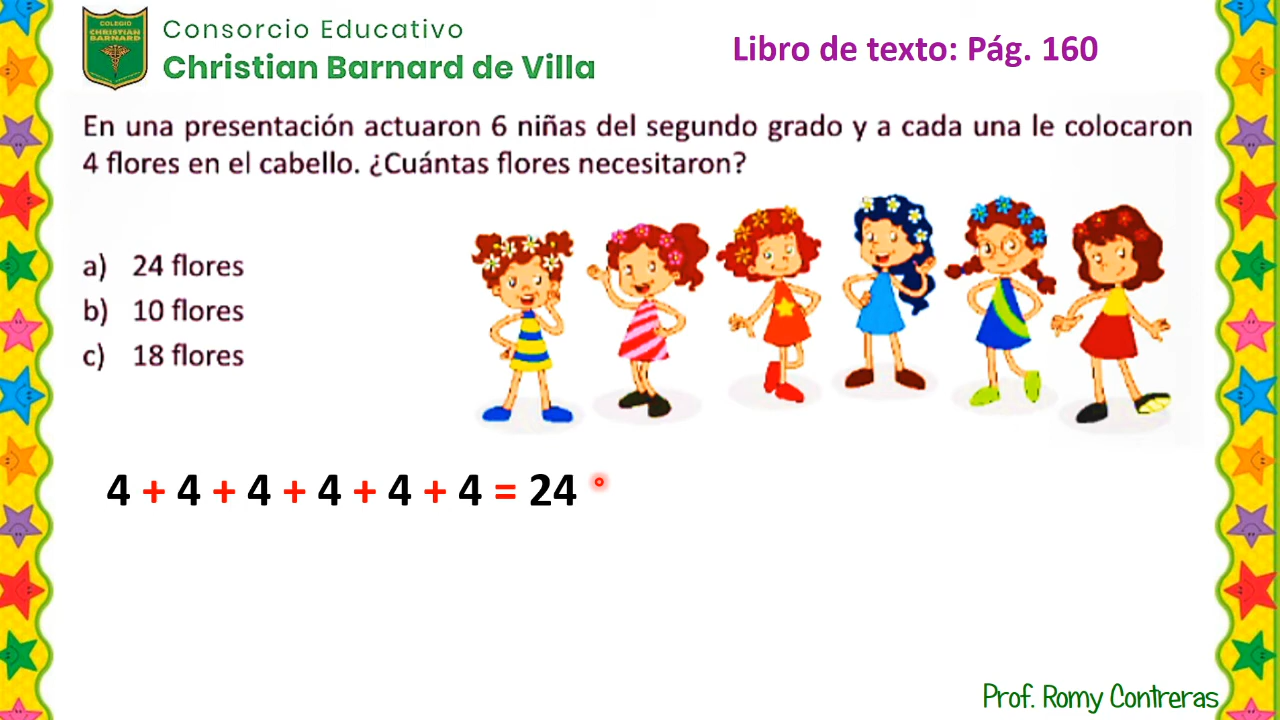 COLEGIO
CHRISTIAN
BARNARD
Consorcio Educativo
Christian Barnard de Villa
Libro de texto: Pág. 160
En una presentación actuaron 6 niñas del segundo grado y a cada una le colocaron
4 flores en el cabello. ¿Cuántas flores necesitaron?
a) 24 flores
b) 10 flores
c) 18 flores
4 + 4 + 4 + 4 + 4 + 4 = 24
Prof. Romy Contreras